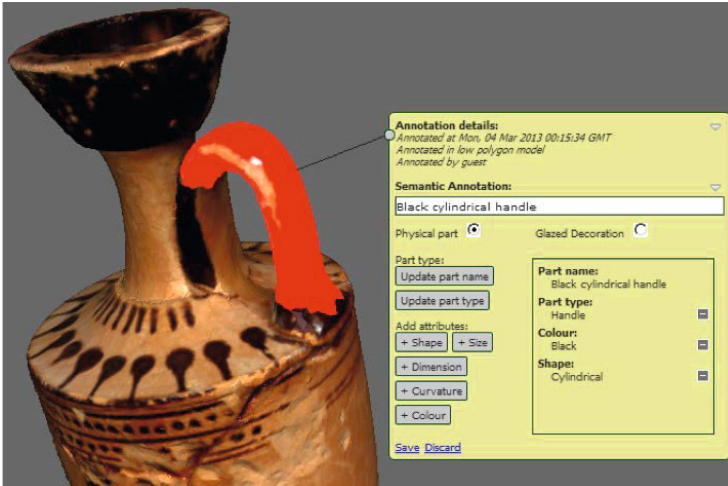 Annotation details:
Annotated at Mon, 04 Mar 2013 00:15:34 GMT
Annotated in low polygon model
Annotated by guest
Semantic Annotation:
Black cylindrical handle
Physical part
Glazed Decoration
Part type:
Update part name
Update part type
Add attributes:
+ Shape
+ Size
+ Dimension
+ Curvature
+ Colour
Part name:
Black cylindrical handle
Part type:
Handle
Colour:
Black
Shape:
Cylindrical
Save Discard